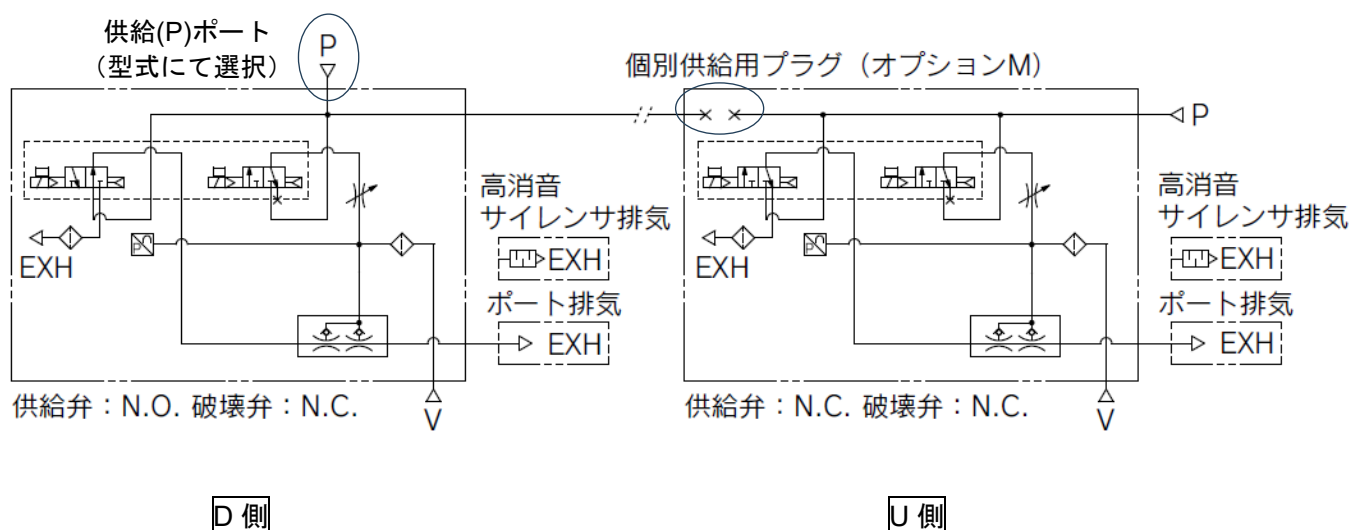 供給(P)ポート
（型式にて選択）
P
個別供給用プラグ（オプションM）
P
高消音
サイレンサ排気
EXH
EXH
ポート排気
EXH
供給弁：N.O. 破壊弁：N.C.
V
高消音
サイレンサ排気
EXH
EXH
ポート排気
EXH
供給弁：N.C. 破壊弁：N.C.
V
P
P
D 側
U 側